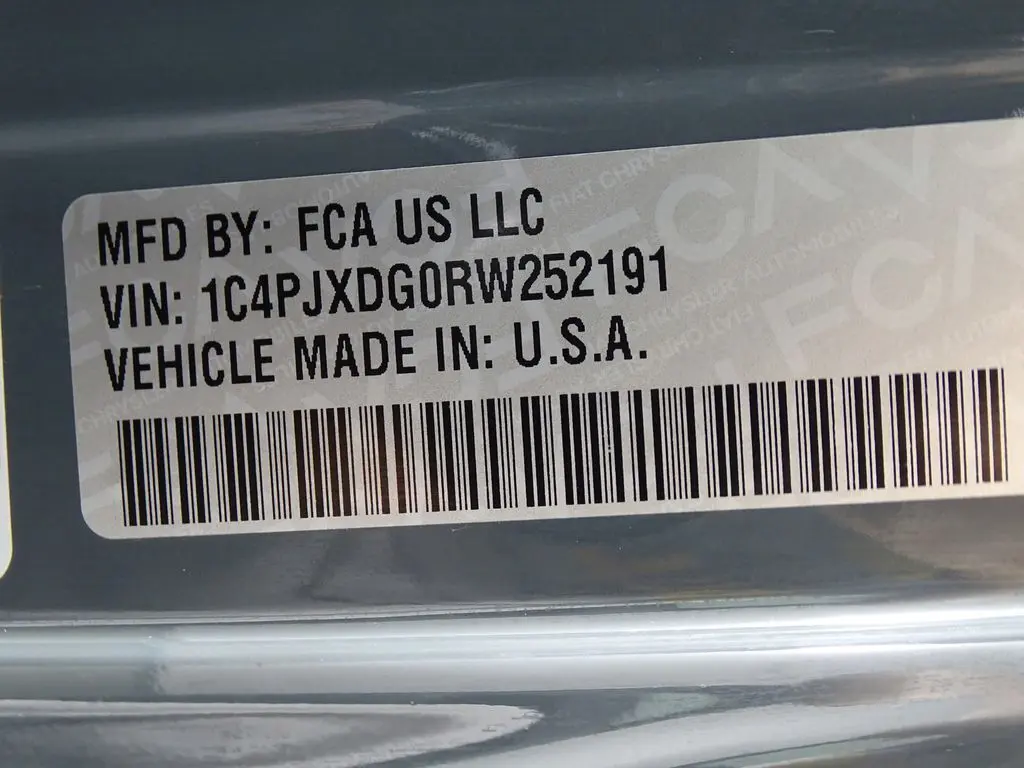 MFD BY: FCA US LLC
VIN: 1C4PJXDG0RW252191
VEHICLE MADE IN: U.S.A.